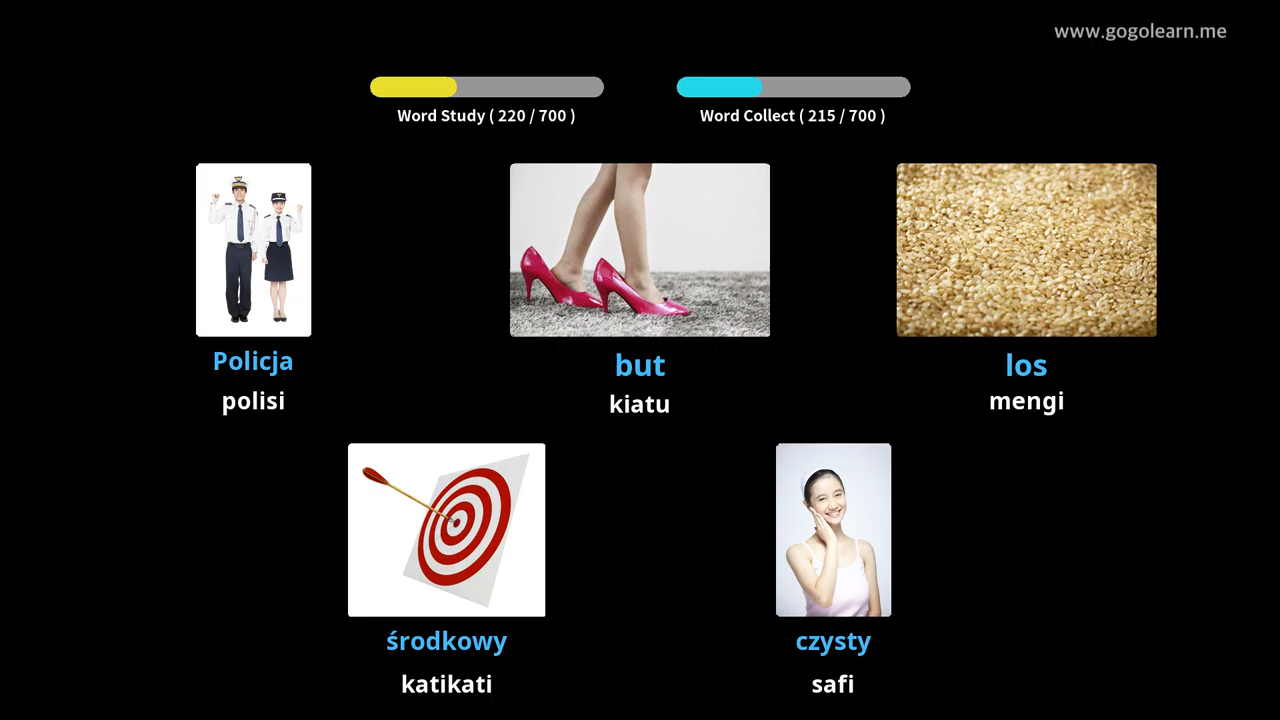 www.gogolearn.me
Word Study ( 220 / 700 )
Word Collect ( 215 / 700 )
Policja
but
los
polisi
kiatu
mengi
środkowy
czysty
katikati
safi